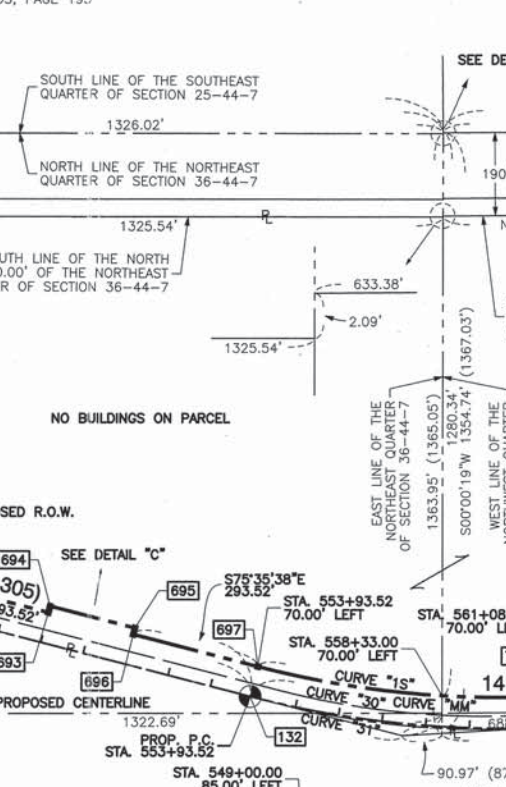 SEE DE
SOUTH LINE OF THE SOUTHEAST
QUARTER OF SECTION 25-44-7
1326.02'
NORTH LINE OF THE NORTHEAST
QUARTER OF SECTION 36-44-7
190
1325.54'
UTH LINE OF THE NORTH
0.00' OF THE NORTHEAST
ER OF SECTION 36-44-7
633.38'
2.09'
1325.54'
EAST LINE OF THE
NORTHEAST QUARTER
OF SECTION 36-44-7
1363.95' (1365.05')
1280.34'
S00°00'19"W 1354.74' (1367.03')
WEST LINE OF THE
NO BUILDINGS ON PARCEL
SED R.O.W.
694
SEE DETAIL "C"
305)
93.52'
695
S75°35'38"E
293.52'
697
STA. 553+93.52
70.00' LEFT
STA. 561+08
70.00' L
STA. 558+33.00
70.00' LEFT
693
696
CURVE "1S"
CURVE "30"
CURVE "MM"
CURVE "31"
14
PROPOSED CENTERLINE
1322.69'
132
PROP. P.C.
STA. 553+93.52
STA. 549+00.00
85.00' LEFT
90.97' (87